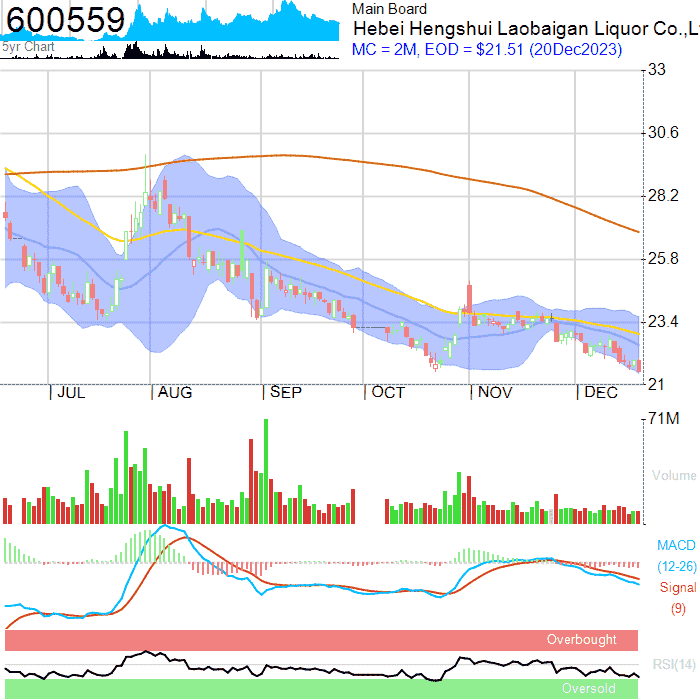 600559
5yr Chart
Main Board
Hebei Hengshui Laobaigan Liquor Co.,L
MC = 2M, EOD = $21.51 (20Dec2023)
33
30.6
28.2
25.8
23.4
21
JUL AUG SEP OCT NOV DEC
71M
Volume
MACD
(12-26)
Signal
(9)
Overbought
RSI(14)
Oversold